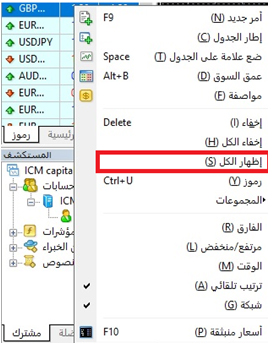 GBP...
EUR...
EUR...
USDJPY
USD...
AUD...
EUR...
EUR...
رموز
رئيسية
المستكشف
ICM capital
حسابات
ICM
مؤشرات
الخبراء
نصوص
مشترك
أمر جديد (N) F9
إطار الجدول (C)
ضع علامة على الجدول (T) Space
عمق السوق (D) Alt+B
مواصفة (F)
إخفاء (I) Delete
إخفاء الكل (H)
إظهار الكل (S)
رموز (Y) Ctrl+U
المجموعات
الفارق (R)
مرتفع/منخفض (L)
الوقت (M)
ترتيب تلقائي (A)
شبكة (G)
أسعار منبثقة (P) F10